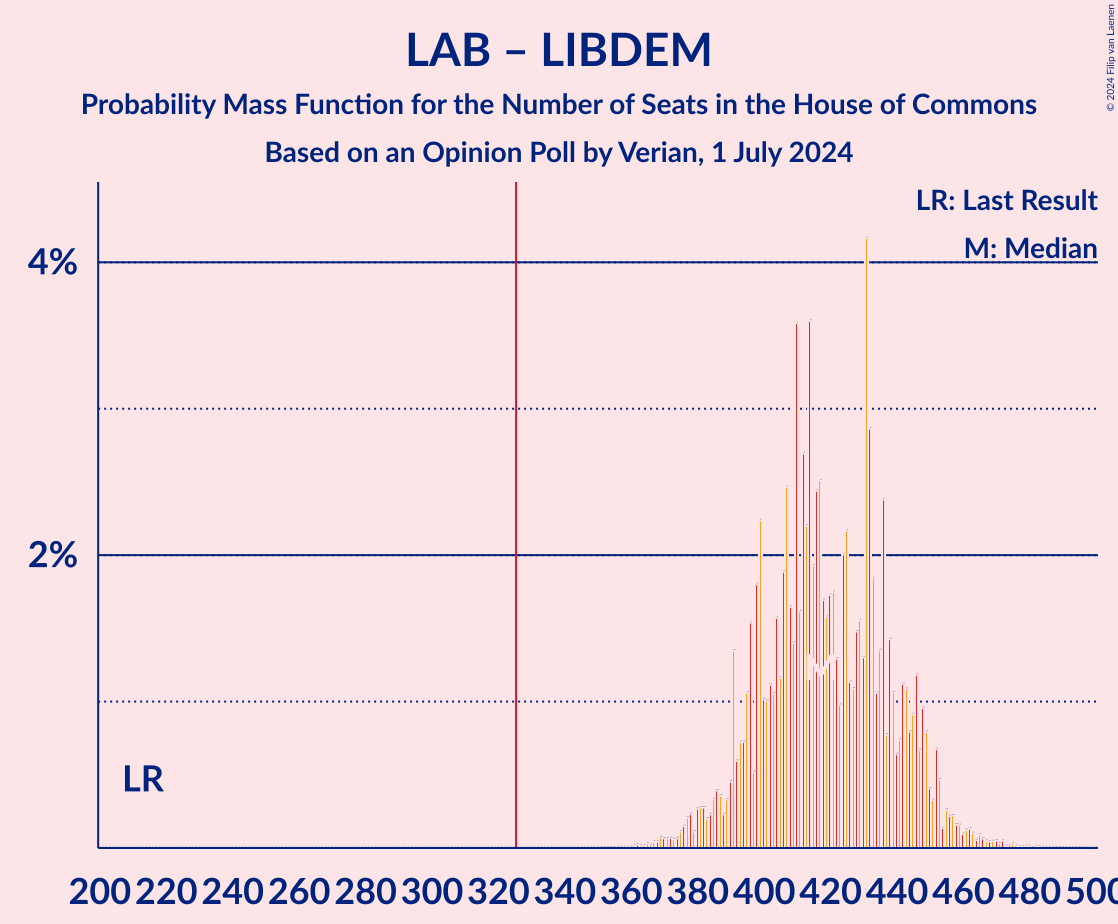 LAB – LIBDEM
Probability Mass Function for the Number of Seats in the House of Commons
Based on an Opinion Poll by Verian, 1 July 2024
© 2024 Filip van Laenen
LR: Last Result
M: Median
4%
2%
LR
M
200 220 240 260 280 300 320 340 360 380 400 420 440 460 480 500